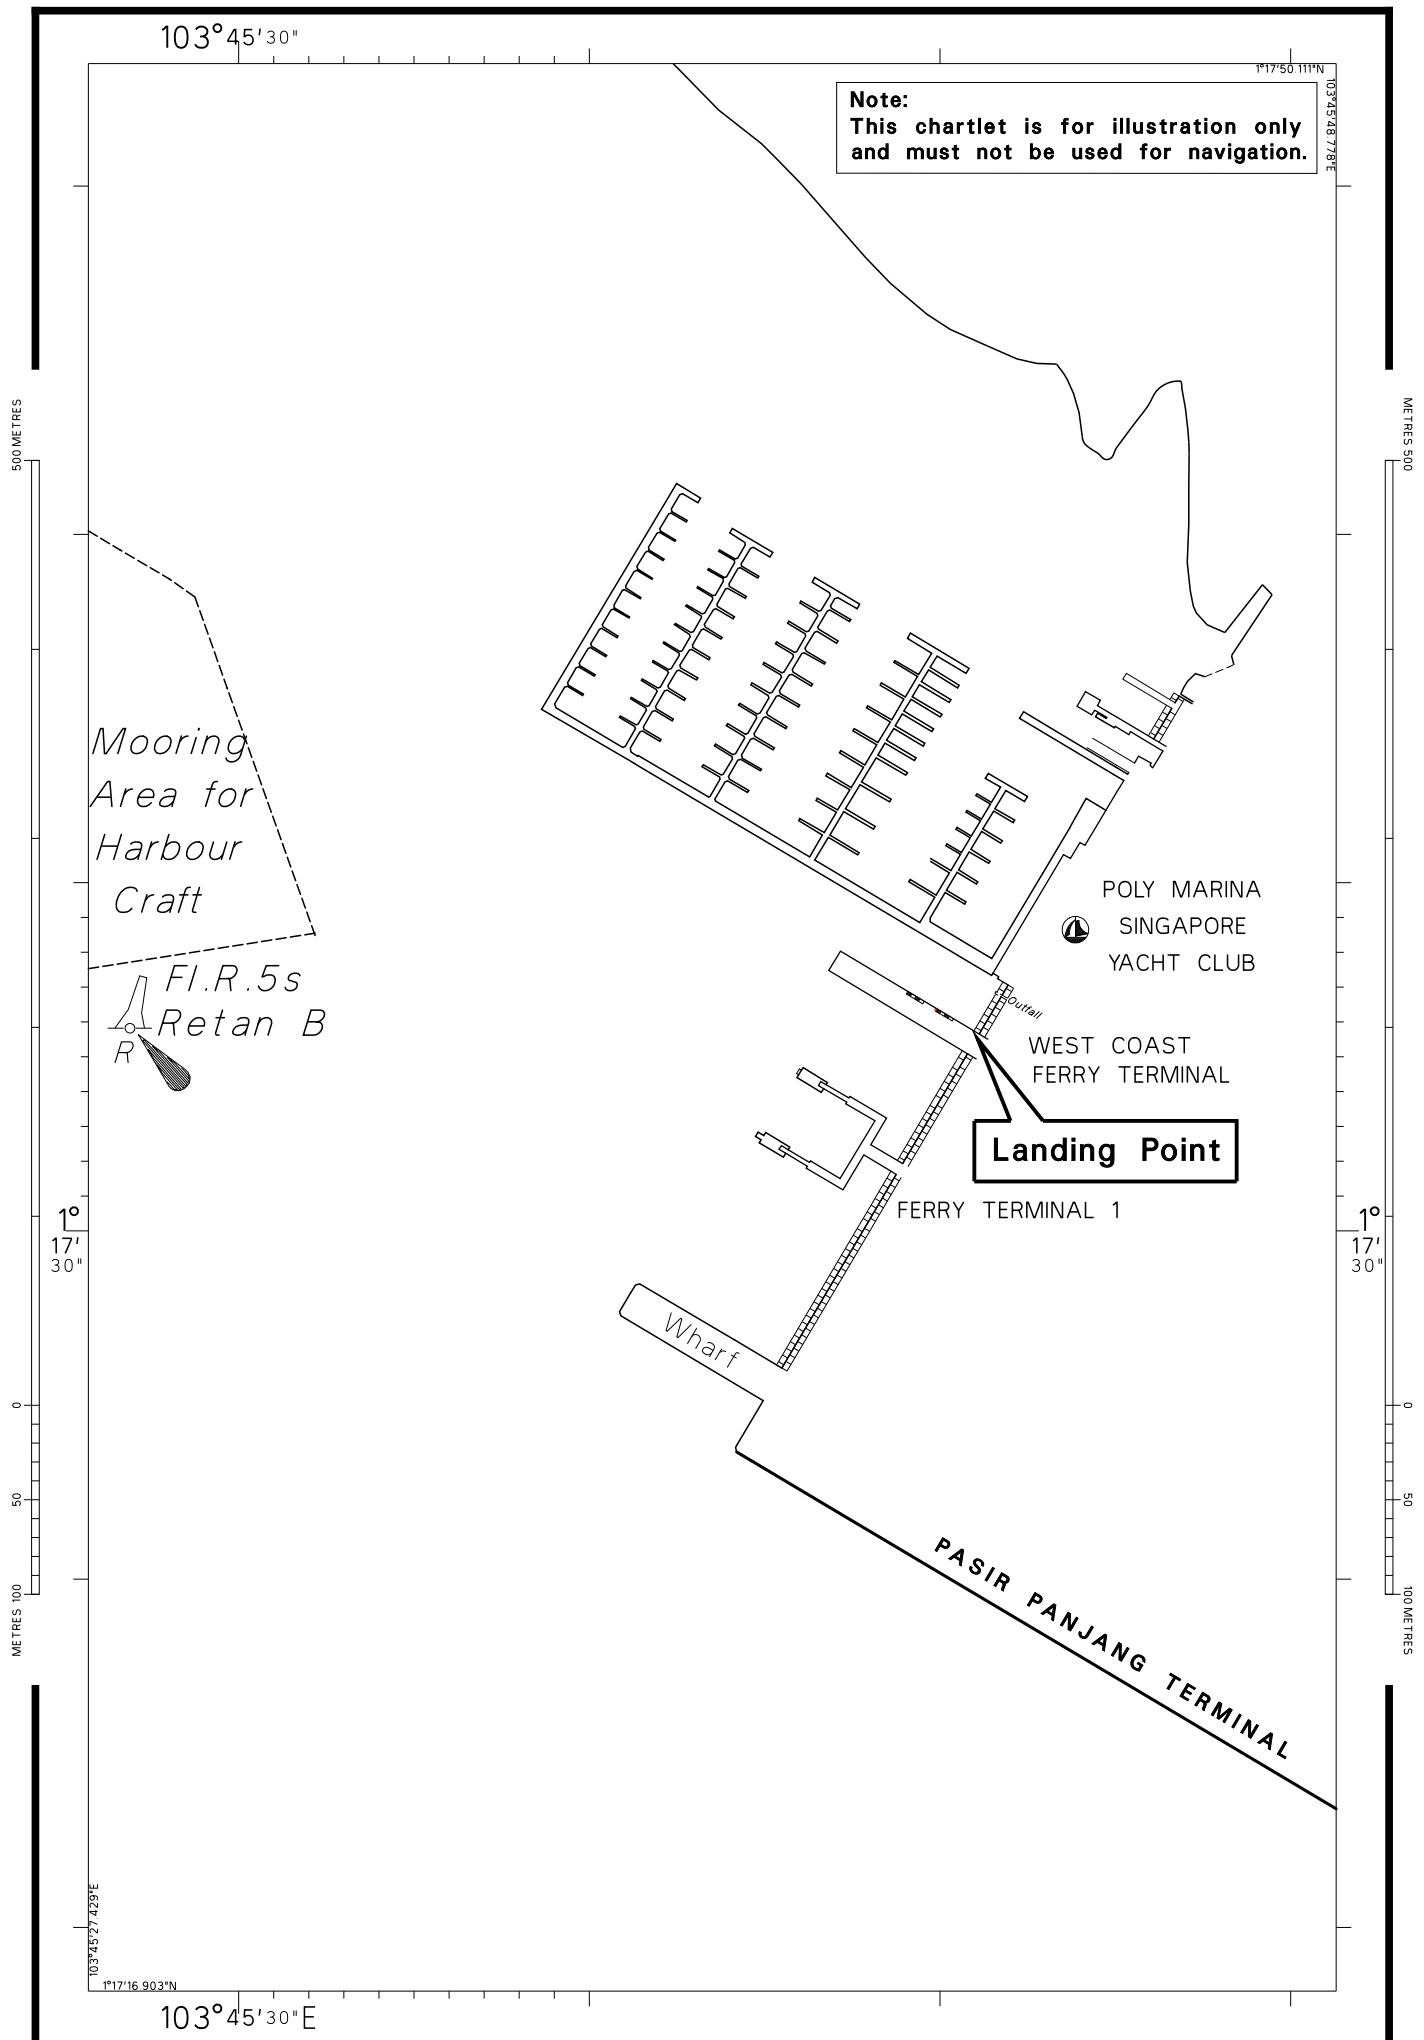 103°45'30"
1°17'50.111"N
103°45'48.778"E
Note:
This chartlet is for illustration only
and must not be used for navigation.
500 METRES
METRES 500
Mooring
Area for
Harbour
Craft
Fl.R.5s
Retan B
R
POLY MARINA
SINGAPORE
YACHT CLUB
Outfall
WEST COAST
FERRY TERMINAL
Landing Point
FERRY TERMINAL 1
1°
17'
30"
1°
17'
30"
Wharf
0
0
50
50
METRES 100
100 METRES
PASIR PANJANG TERMINAL
103°45'27.429"E
1°17'16.903"N
103°45'30"E